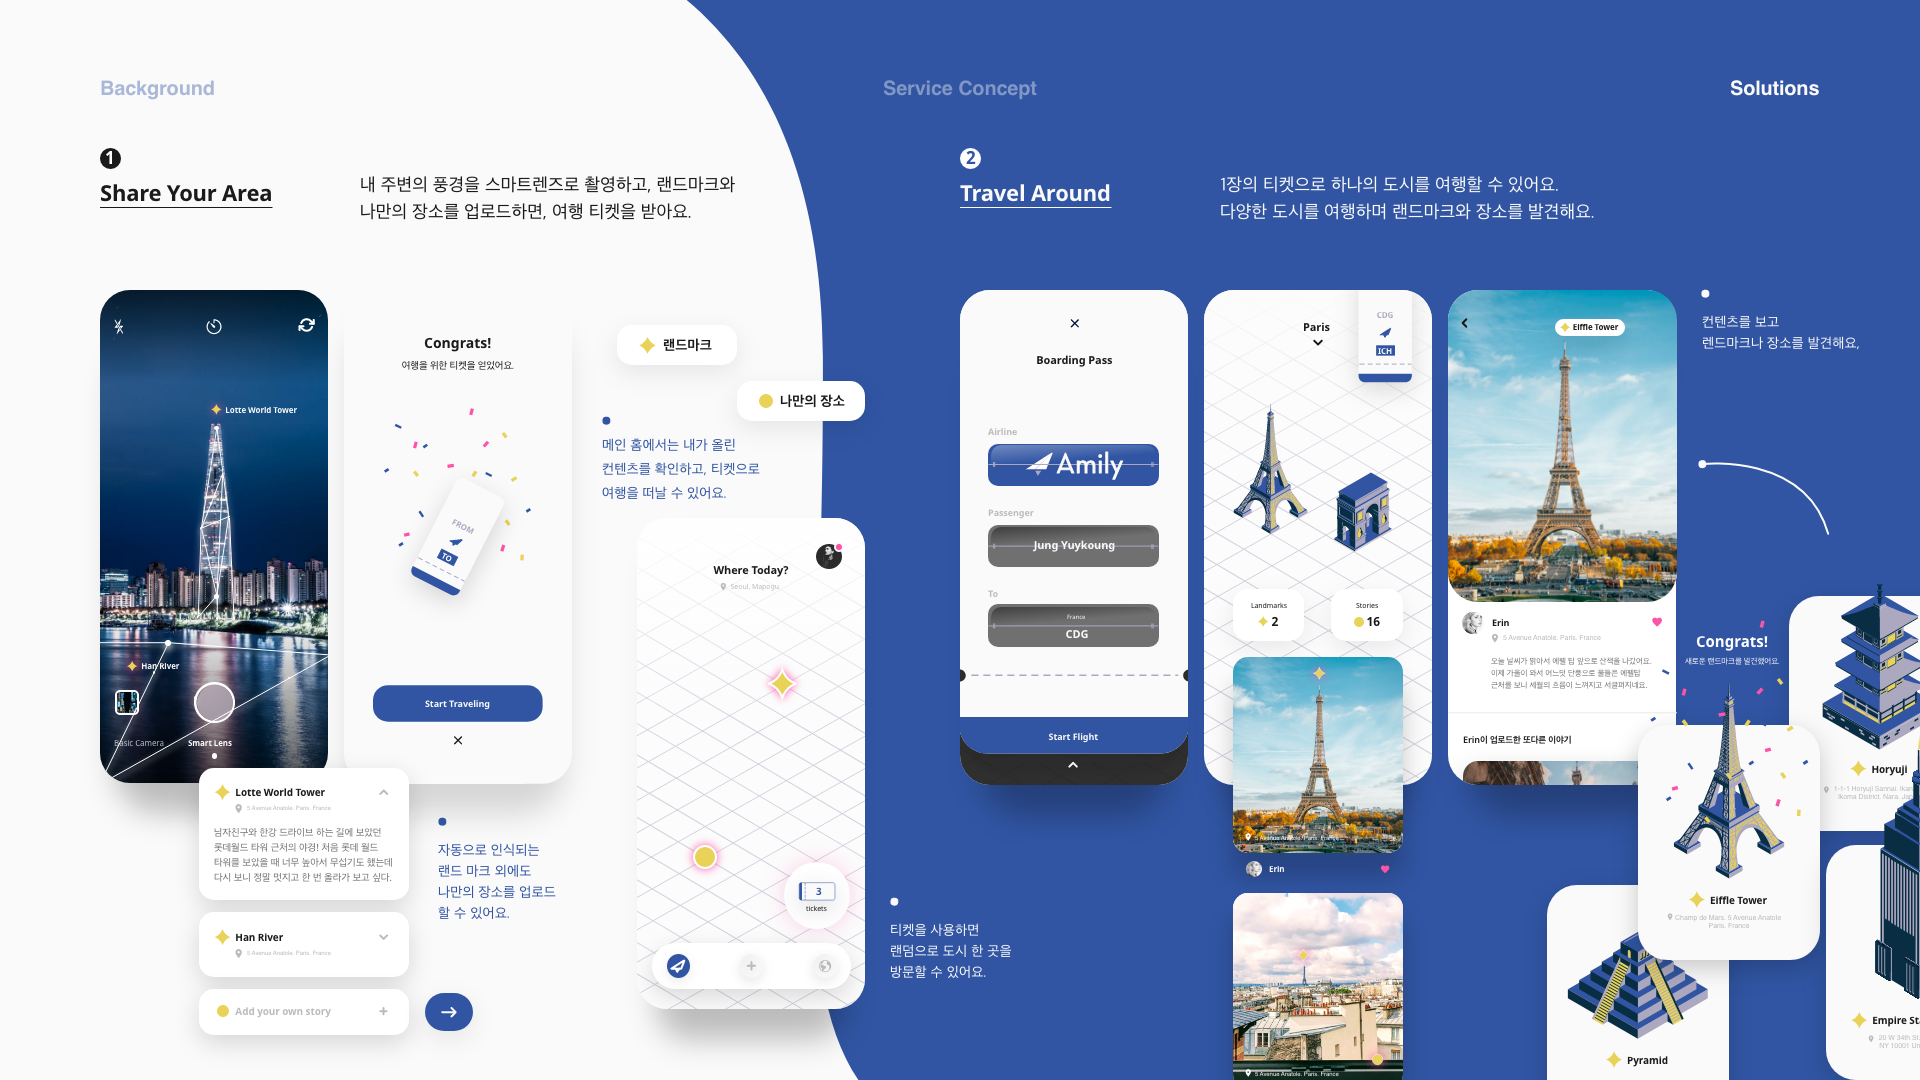 Background
Service Concept
Solutions
1
Share Your Area
내 주변의 풍경을 스마트렌즈로 촬영하고, 랜드마크와
나만의 장소를 업로드하면, 여행 티켓을 받아요.
2
Travel Around
1장의 티켓으로 하나의 도시를 여행할 수 있어요.
다양한 도시를 여행하며 랜드마크와 장소를 발견해요.
Lotte World Tower
Han River
Basic Camera
Smart Lens
Congrats!
여행을 위한 티켓을 얻었어요.
FROM
TO
Start Traveling
랜드마크
나만의 장소
메인 홈에서는 내가 올린
컨텐츠를 확인하고, 티켓으로
여행을 떠날 수 있어요.
Lotte World Tower
5 Avenue Anatole. Paris. France
남자친구와 한강 드라이브 하는 길에 보았던
롯데월드 타워 근처의 야경! 처음 롯데 월드
타워를 보았을 때 너무 높아서 무섭기도 했는데
다시 보니 정말 멋지고 한 번 올라가 보고 싶다.
Han River
5 Avenue Anatole. Paris. France
Add your own story
자동으로 인식되는
랜드 마크 외에도
나만의 장소를 업로드
할 수 있어요.
Where Today?
Seoul, Mapogu
3
tickets
티켓을 사용하면
랜덤으로 도시 한 곳을
방문할 수 있어요.
Boarding Pass
Airline
Amily
Passenger
Jung Yuykoung
To
France
CDG
Start Flight
Paris
CDG
ICH
Landmarks
2
Stories
16
5 Avenue Anatole. Paris. France
Erin
5 Avenue Anatole. Paris. France
Eiffle Tower
Erin
5 Avenue Anatole. Paris. France
오늘 날씨가 맑아서 에펠 탑 앞으로 산책을 나갔어요.
이제 가을이 와서 어느덧 단풍으로 물들은 에펠탑
근처를 보니 세월의 흐름이 느껴지고 서글퍼지네요.
Erin이 업로드한 또다른 이야기
컨텐츠를 보고
렌드마크나 장소를 발견해요,
Congrats!
새로운 랜드마크를 발견했어요.
Eiffle Tower
Champ de Mars. 5 Avenue Anatole
Paris. France
Horyuji
1-1-1 Horyuji Sannai. Ikar
Ikoma District. Nara. Jap
Pyramid
Empire St
20 W 34th St.
NY 10001 Un